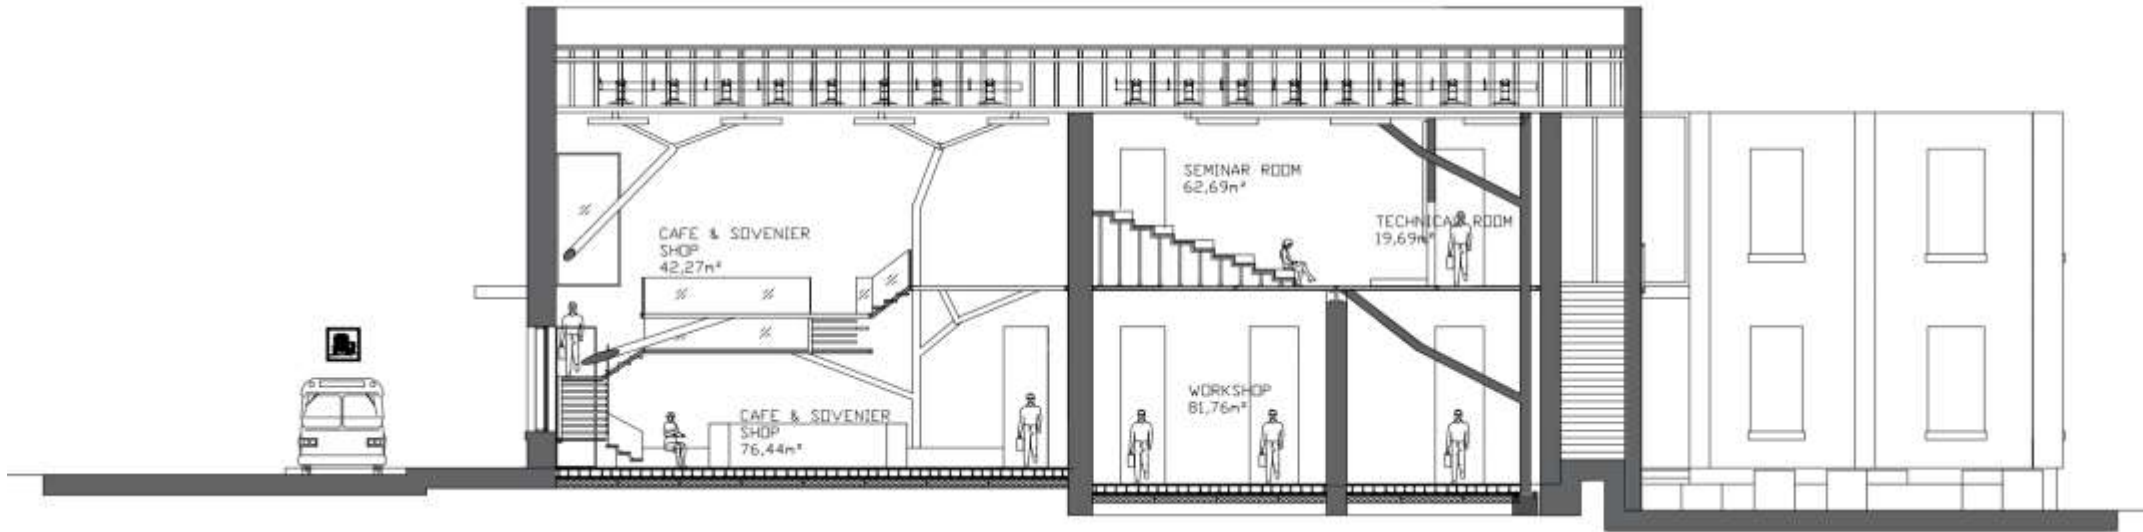 CAFE & SOVENIER
SHOP
42,27m²
SEMINAR ROOM
62,69m²
TECHNICAL ROOM
19,69m²
CAFE & SOVENIER
SHOP
76,44m²
WORKSHOP
81,76m²